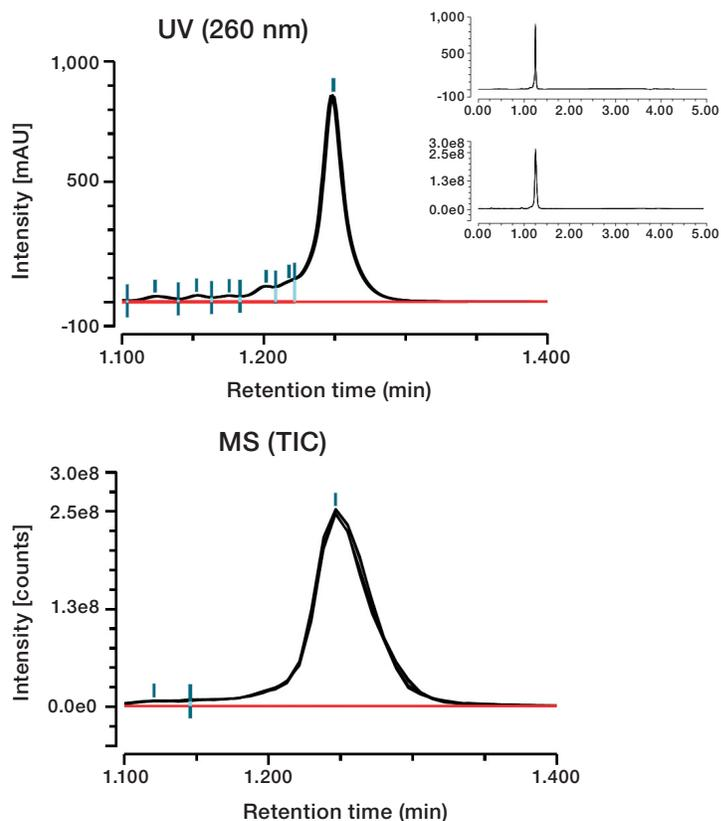 UV (260 nm)
1,000
500
-100
Intensity [mAU]
1.100 1.200 1.400
Retention time (min)
1,000
500
-100
0.00 1.00 2.00 3.00 4.00 5.00
3.0e8
2.5e8
1.3e8
0.0e0
0.00 1.00 2.00 3.00 4.00 5.00
MS (TIC)
3.0e8
2.5e8
1.3e8
0.0e0
Intensity [counts]
1.100 1.200 1.400
Retention time (min)